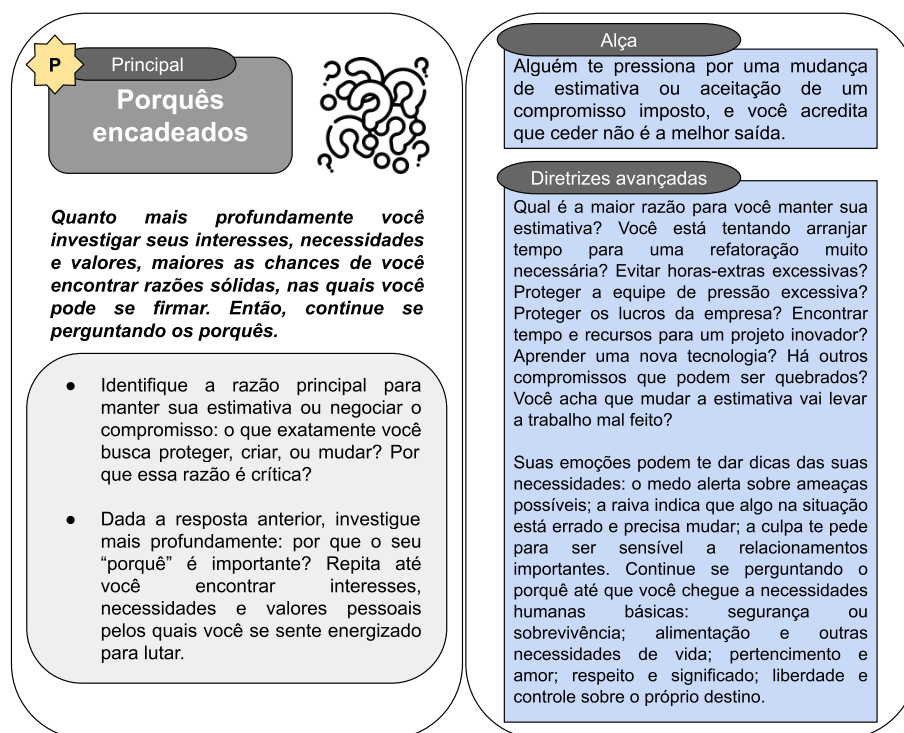 P
Principal
Porquês
encadeados
Quanto mais profundamente você
investigar seus interesses, necessidades
e valores, maiores as chances de você
encontrar razões sólidas, nas quais você
pode se firmar. Então, continue se
perguntando os porquês.
● Identifique a razão principal para
manter sua estimativa ou negociar o
compromisso: o que exatamente você
busca proteger, criar, ou mudar? Por
que essa razão é crítica?
● Dada a resposta anterior, investigue
mais profundamente: por que o seu
“porquê” é importante? Repita até
você encontrar interesses,
necessidades e valores pessoais
pelos quais você se sente energizado
para lutar.
Alça
Alguém te pressiona por uma mudança
de estimativa ou aceitação de um
compromisso imposto, e você acredita
que ceder não é a melhor saída.
Diretrizes avançadas
Qual é a maior razão para você manter sua
estimativa? Você está tentando arranjar
tempo para uma refatoração muito
necessária? Evitar horas-extras excessivas?
Proteger a equipe de pressão excessiva?
Proteger os lucros da empresa? Encontrar
tempo e recursos para um projeto inovador?
Aprender uma nova tecnologia? Há outros
compromissos que podem ser quebrados?
Você acha que mudar a estimativa vai levar
a trabalho mal feito?
Suas emoções podem te dar dicas das suas
necessidades: o medo alerta sobre ameaças
possíveis; a raiva indica que algo na situação
está errado e precisa mudar; a culpa te pede
para ser sensível a relacionamentos
importantes. Continue se perguntando o
porquê até que você chegue a necessidades
humanas básicas: segurança ou
sobrevivência; alimentação e outras
necessidades de vida; pertencimento e
amor; respeito e significado; liberdade e
controle sobre o próprio destino.